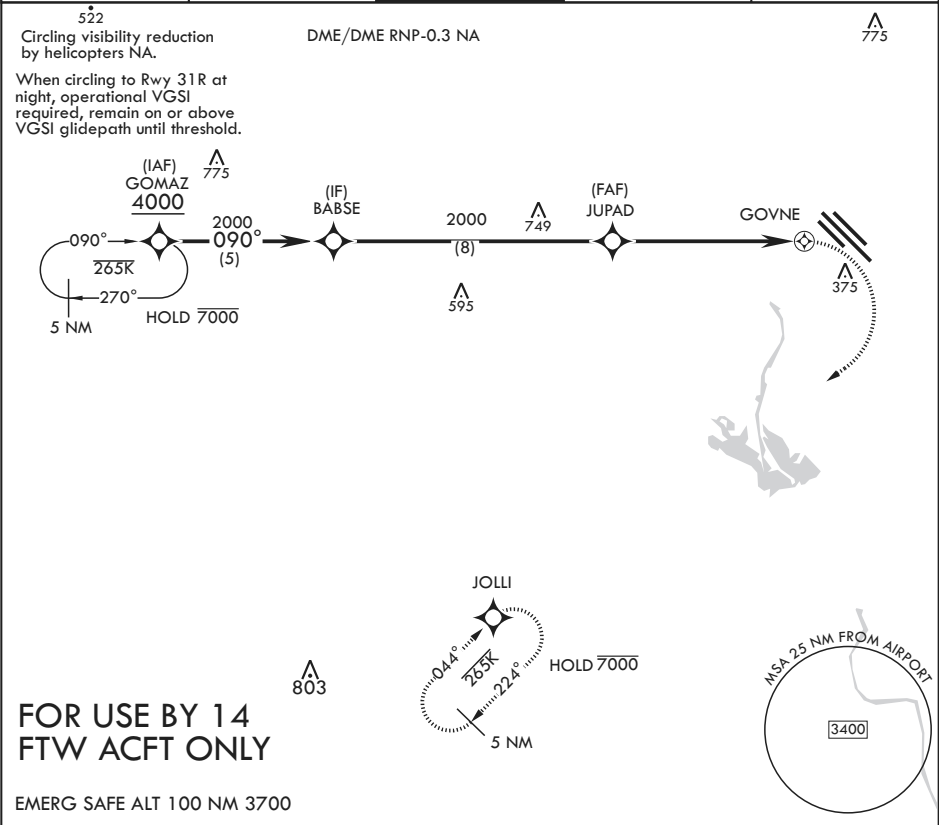 522
Circling visibility reduction
by helicopters NA.
DME/DME RNP-0.3 NA
775
When circling to Rwy 31R at
night, operational VGSI
required, remain on or above
VGSI glidepath until threshold.
775
(IAF)
GOMAZ
4000
(IF)
BABSE
(FAF)
JUPAD
GOVNE
2000
090°
(5)
2000
(8)
749
090°
265K
270°
5 NM
HOLD 7000
595
375
JOLLI
044°
265K
224°
HOLD 7000
5 NM
803
MSA 25 NM FROM AIRPORT
3400
FOR USE BY 14
FTW ACFT ONLY
EMERG SAFE ALT 100 NM 3700